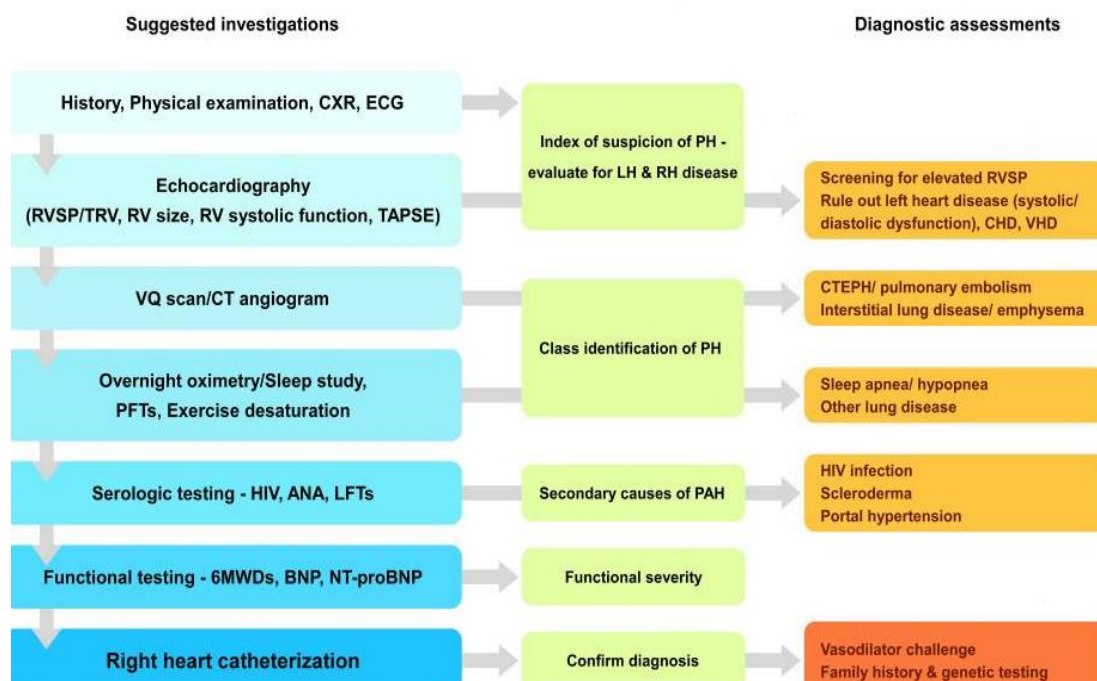 Suggested investigations
Diagnostic assessments
History, Physical examination, CXR, ECG
Index of suspicion of PH -
evaluate for LH & RH disease
Echocardiography
(RVSP/TRV, RV size, RV systolic function, TAPSE)
Screening for elevated RVSP
Rule out left heart disease (systolic/
diastolic dysfunction), CHD, VHD
VQ scan/CT angiogram
Class identification of PH
CTEPH/ pulmonary embolism
Interstitial lung disease/ emphysema
Overnight oximetry/Sleep study,
PFTs, Exercise desaturation
Sleep apnea/ hypopnea
Other lung disease
Serologic testing - HIV, ANA, LFTs
Secondary causes of PAH
HIV infection
Scleroderma
Portal hypertension
Functional testing - 6MWDs, BNP, NT-proBNP
Functional severity
Right heart catheterization
Confirm diagnosis
Vasodilator challenge
Family history & genetic testing